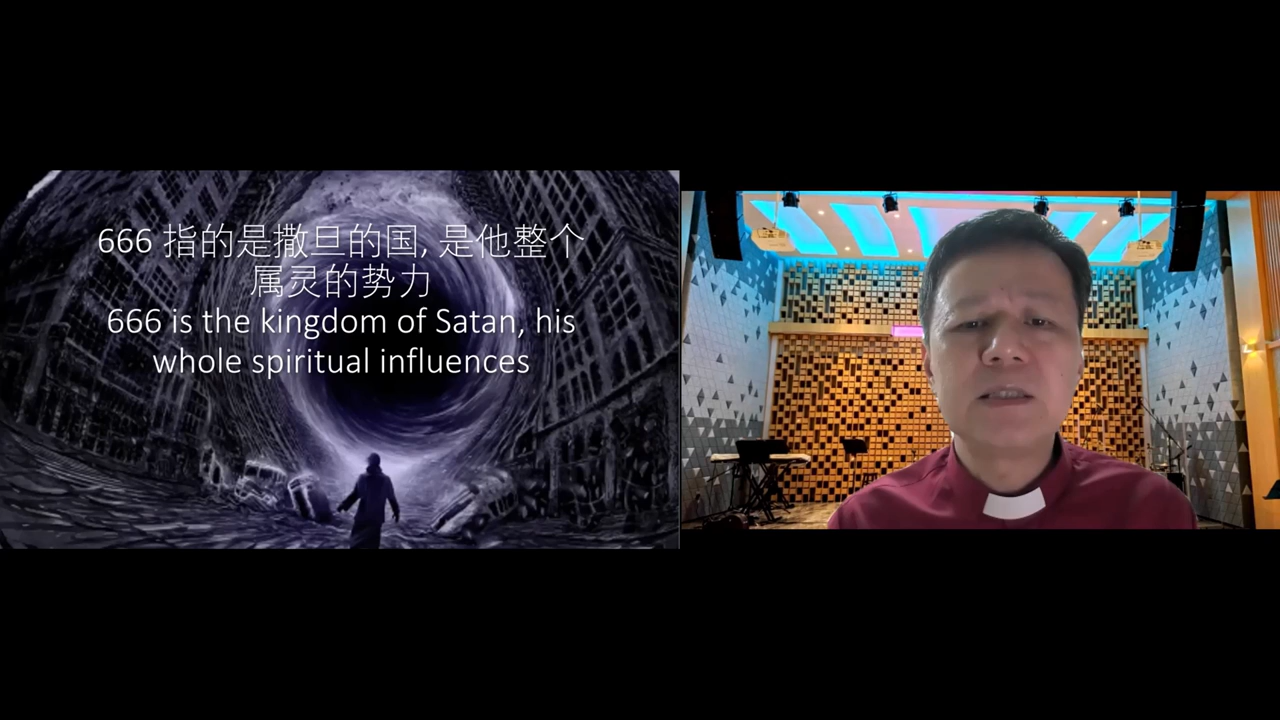 666 指的是撒旦的国, 是他整个
属灵的势力
666 is the kingdom of Satan, his
whole spiritual influences